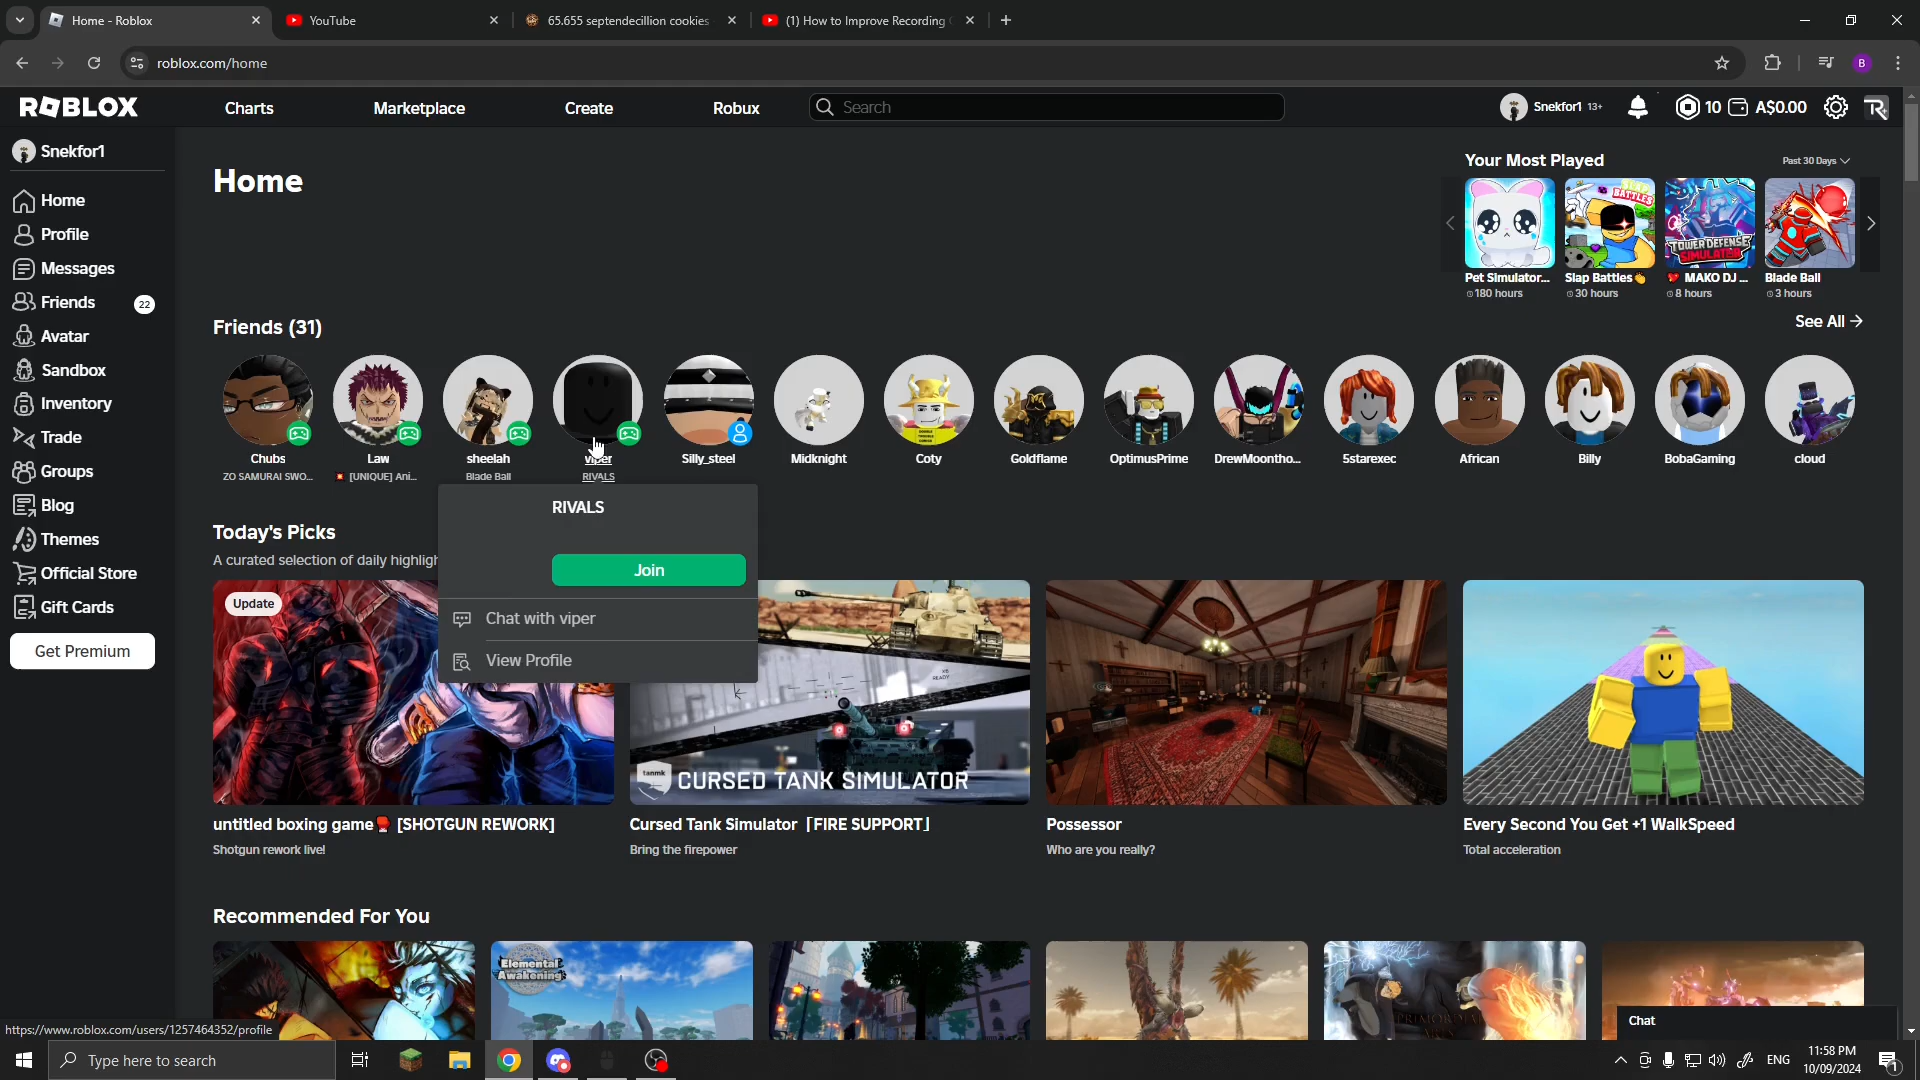 Home - Roblox
YouTube
65.655 septendecillion cookies
(1) How to Improve Recording
roblox.com/home
B
ROBLOX
Charts
Marketplace
Create
Robux
Search
Snekfor1 13+
10
A$0.00
Snekfor1
Home
Profile
Messages
Friends 22
Avatar
Sandbox
Inventory
Trade
Groups
Blog
Themes
Official Store
Gift Cards
Get Premium
Home
Your Most Played
Past 30 Days
SLAP BATTLES
TOWER DEFENSE SIMULATOR
Pet Simulator...
Slap Battles
MAKO DJ ...
Blade Ball
180 hours
30 hours
8 hours
3 hours
Friends (31)
See All
Chubs
Law
sheelah
viper
Silly_steel
Midknight
Coty
Goldflame
OptimusPrime
DrewMoontho...
5starexec
African
Billy
BobaGaming
cloud
ZO SAMURAI SWO...
[UNIQUE] Ani...
Blade Ball
RIVALS
RIVALS
Join
Chat with viper
View Profile
Today's Picks
A curated selection of daily highligh
Update
READY
tanmk
CURSED TANK SIMULATOR
untitled boxing game🥊 [SHOTGUN REWORK]
Shotgun rework live!
Cursed Tank Simulator「FIRE SUPPORT」
Bring the firepower
Possessor
Who are you really?
Every Second You Get +1 WalkSpeed
Total acceleration
Recommended For You
Elemental Awakening
Chat
https://www.roblox.com/users/1257464352/profile
Type here to search
ENG
11:58 PM
10/09/2024
1